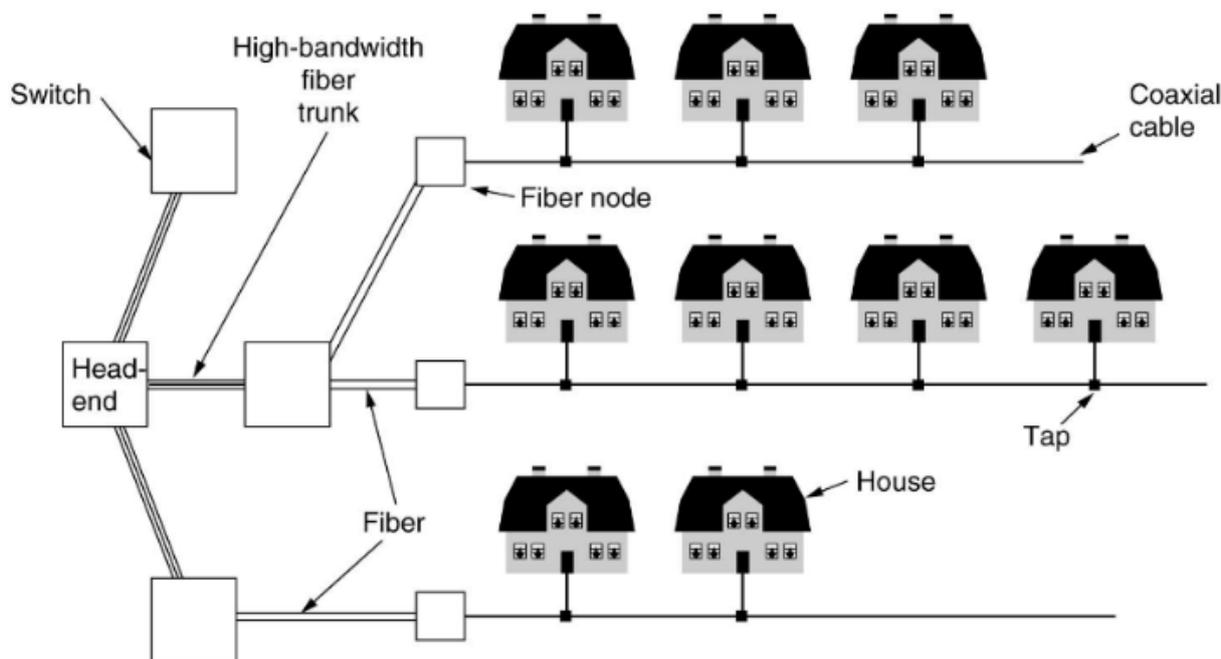 High-bandwidth
fiber
trunk
Switch
Coaxial
cable
Fiber node
Head-
end
Tap
House
Fiber